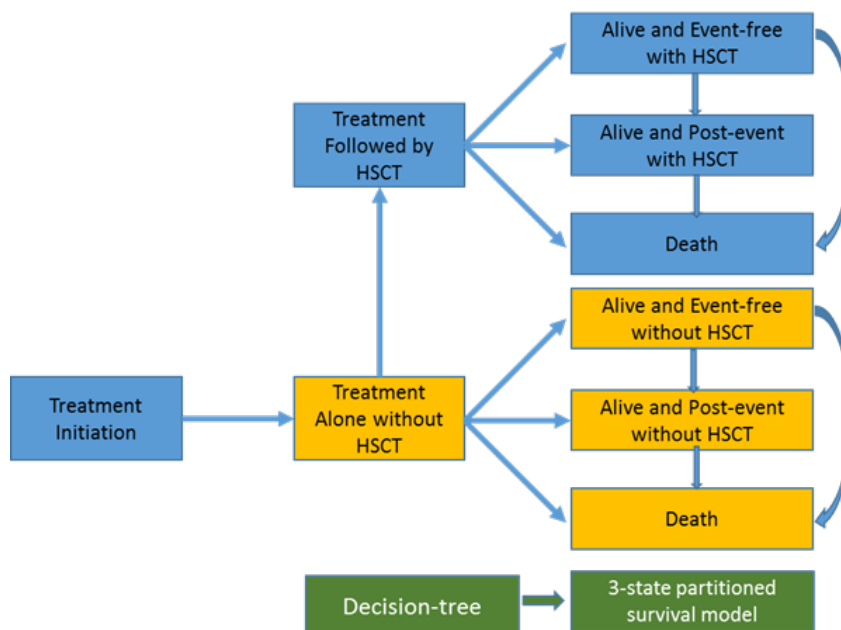 Alive and Event-free
with HSCT
Treatment
Followed by
HSCT
Alive and Post-event
with HSCT
Death
Alive and Event-free
without HSCT
Treatment
Initiation
Treatment
Alone without
HSCT
Alive and Post-event
without HSCT
Death
Decision-tree
3-state partitioned
survival model